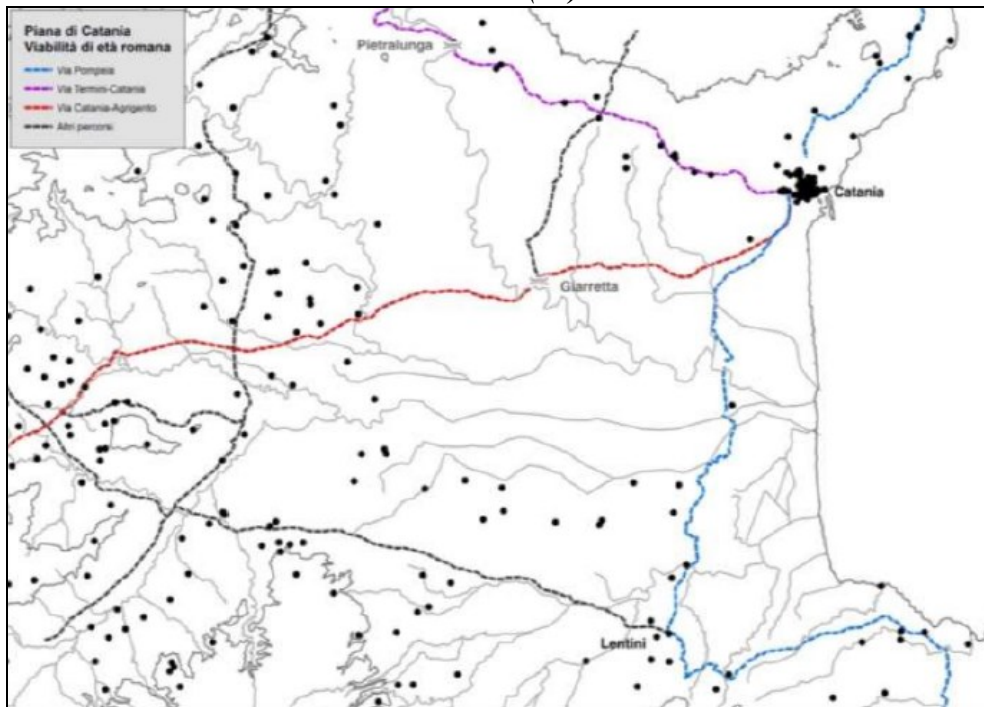 Piana di Catania
Viabilità di età romana
Via Pompeia
Via Termini-Catania
Via Catania-Agrigento
Altri percorsi
Pietralunga
Catania
Giarretta
Lentini